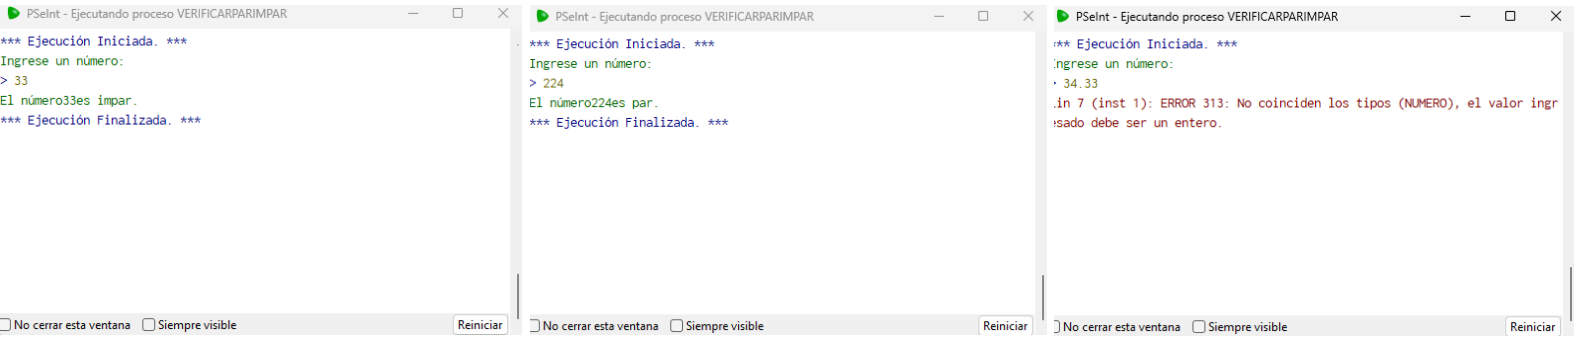 PSeInt - Ejecutando proceso VERIFICARPARIMPAR
*** Ejecución Iniciada. ***
Ingrese un número:
> 33
El número33es impar.
*** Ejecución Finalizada. ***
No cerrar esta ventana Siempre visible Reiniciar
PSeInt - Ejecutando proceso VERIFICARPARIMPAR
*** Ejecución Iniciada. ***
Ingrese un número:
> 224
El número224es par.
*** Ejecución Finalizada. ***
No cerrar esta ventana Siempre visible Reiniciar
PSeInt - Ejecutando proceso VERIFICARPARIMPAR
*** Ejecución Iniciada. ***
Ingrese un número:
> 34.33
Lin 7 (inst 1): ERROR 313: No coinciden los tipos (NUMERO), el valor ingr
esado debe ser un entero.
No cerrar esta ventana Siempre visible Reiniciar